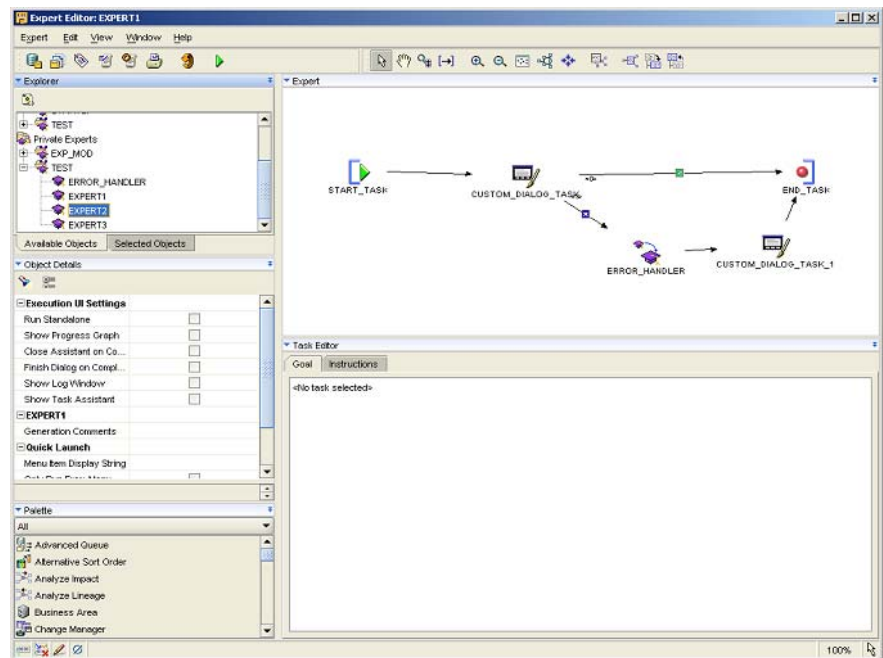 Expert Editor: EXPERT1
Expert Edit View Window Help
Explorer
TEST
Private Experts
EXP_MOD
TEST
ERROR_HANDLER
EXPERT1
EXPERT2
EXPERT3
Available Objects Selected Objects
Object Details
Execution UI Settings
Run Standalone
Show Progress Graph
Close Assistant on Co...
Finish Dialog on Compl...
Show Log Window
Show Task Assistant
EXPERT1
Generation Comments
Quick Launch
Menu Item Display String
Palette
All
Advanced Queue
Alternative Sort Order
Analyze Impact
Analyze Lineage
Business Area
Change Manager
Expert
START_TASK
CUSTOM_DIALOG_TASK
END_TASK
ERROR_HANDLER
CUSTOM_DIALOG_TASK_1
Task Editor
Goal Instructions
<No task selected>
100%